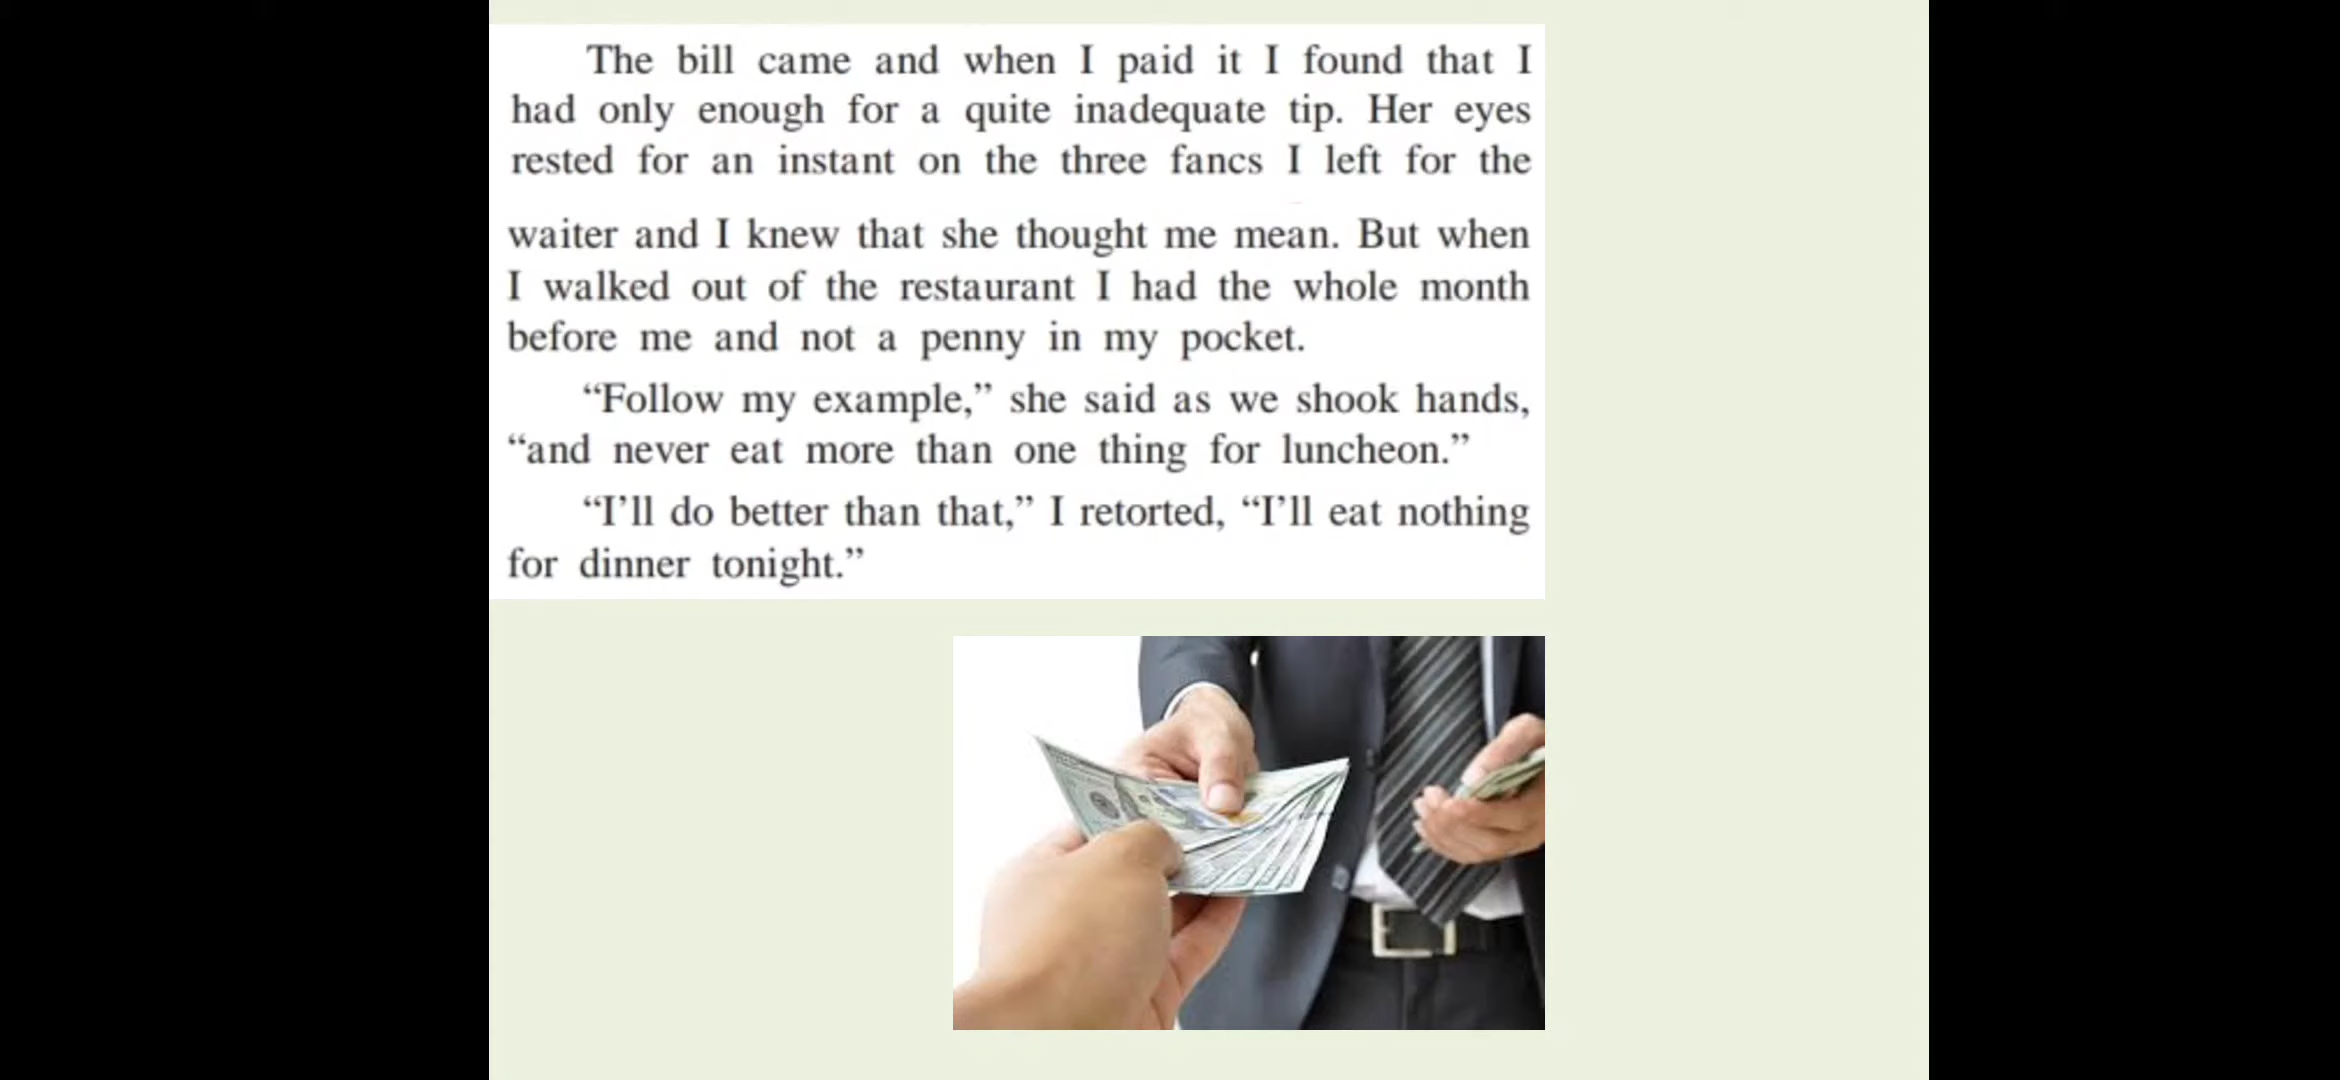 The bill came and when I paid it I found that I
had only enough for a quite inadequate tip. Her eyes
rested for an instant on the three fancs I left for the
waiter and I knew that she thought me mean. But when
I walked out of the restaurant I had the whole month
before me and not a penny in my pocket.
“Follow my example,” she said as we shook hands,
“and never eat more than one thing for luncheon.”
“I’ll do better than that,” I retorted, “I’ll eat nothing
for dinner tonight.”